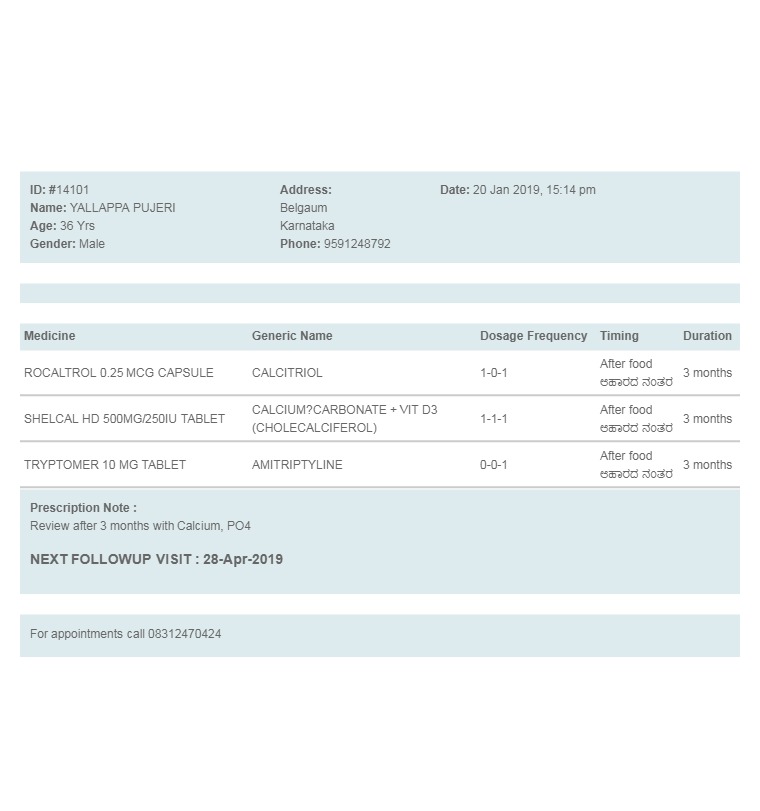 ID: #14101 Address: Date: 20 Jan 2019, 15:14 pm
Name: YALLAPPA PUJERI Belgaum
Age: 36 Yrs Karnataka
Gender: Male Phone: 9591248792
Medicine Generic Name Dosage Frequency Timing Duration
ROCALTROL 0.25 MCG CAPSULE CALCITRIOL 1-0-1 After food 3 months
ಆಹಾರದ ನಂತರ
SHELCAL HD 500MG/250IU TABLET CALCIUM?CARBONATE + VIT D3 1-1-1 After food 3 months
(CHOLECALCIFEROL) ಆಹಾರದ ನಂತರ
TRYPTOMER 10 MG TABLET AMITRIPTYLINE 0-0-1 After food 3 months
ಆಹಾರದ ನಂತರ
Prescription Note :
Review after 3 months with Calcium, PO4
NEXT FOLLOWUP VISIT : 28-Apr-2019
For appointments call 08312470424